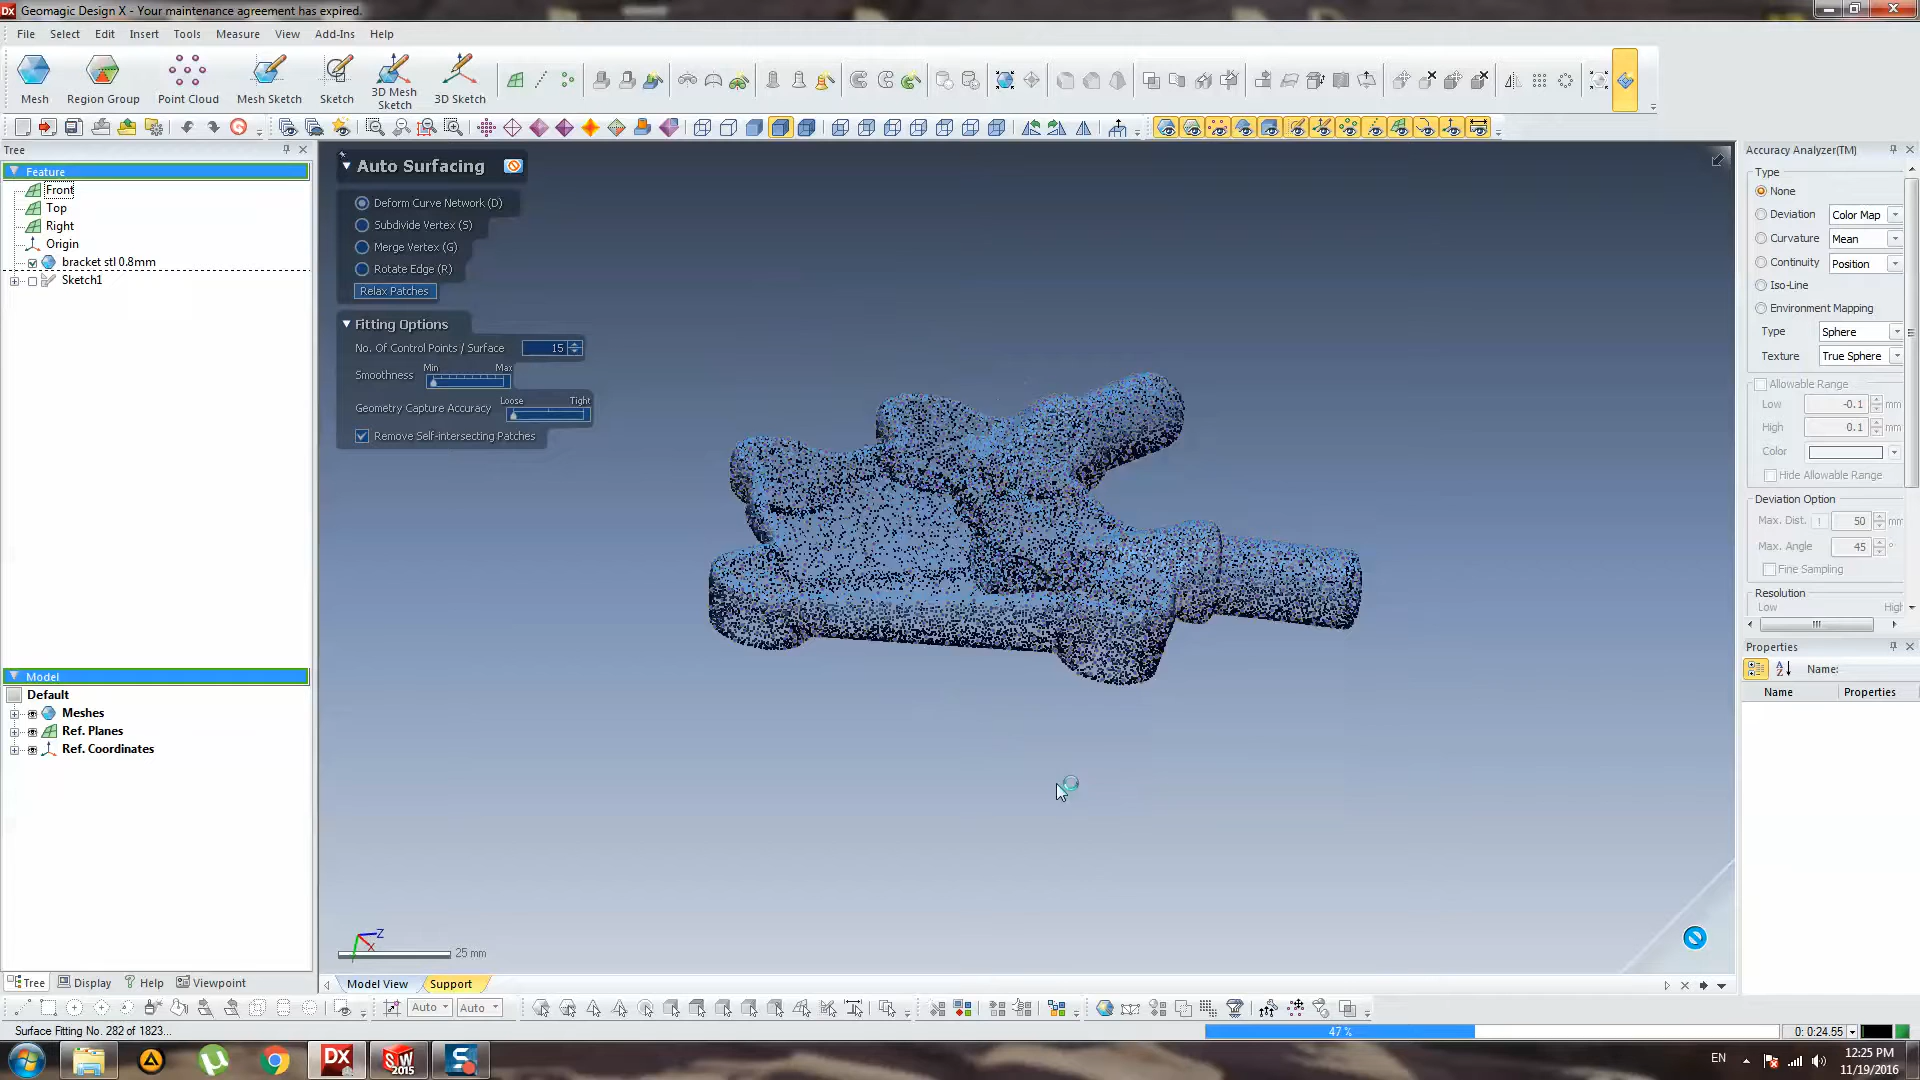 Geomagic Design X - Your maintenance agreement has expired.
File Select Edit Insert Tools Measure View Add-Ins Help
Mesh Region Group Point Cloud Mesh Sketch Sketch 3D Mesh Sketch 3D Sketch
Tree
Feature
Front
Top
Right
Origin
bracket stl 0.8mm
Sketch1
Model
Default
Meshes
Ref. Planes
Ref. Coordinates
Tree Display Help Viewpoint
Auto Surfacing
Deform Curve Network (D)
Subdivide Vertex (S)
Merge Vertex (G)
Rotate Edge (R)
Relax Patches
Fitting Options
No. Of Control Points / Surface 15
Min Max
Smoothness
Loose Tight
Geometry Capture Accuracy
Remove Self-intersecting Patches
Z
X
25 mm
Model View Support
Accuracy Analyzer(TM)
Type
None
Deviation Color Map
Curvature Mean
Continuity Position
Iso-Line
Environment Mapping
Type Sphere
Texture True Sphere
Allowable Range
Low -0.1 mm
High 0.1 mm
Color
Hide Allowable Range
Deviation Option
Max. Dist. 50 mm
Max. Angle 45 °
Fine Sampling
Resolution
Low High
Properties
Name:
Name Properties
Auto Auto
Surface Fitting No. 282 of 1823...
47 %
0: 0:24.55
DX SW 2015 S
EN
12:25 PM
11/19/2016